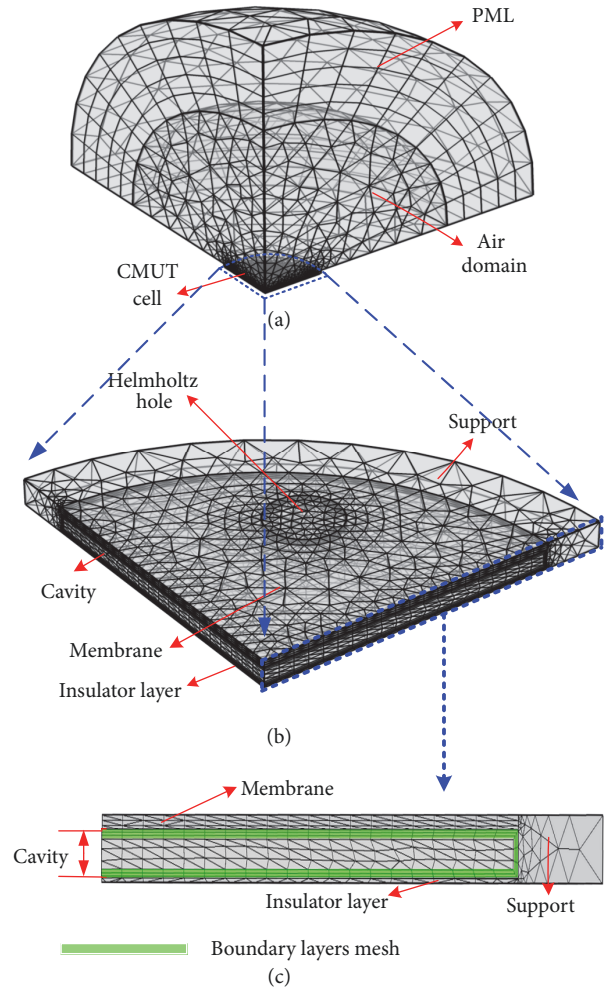 PML
Air
domain
CMUT
cell
(a)
Helmholtz
hole
Support
Cavity
Membrane
Insulator layer
(b)
Membrane
Cavity
Insulator layer
Support
Boundary layers mesh
(c)